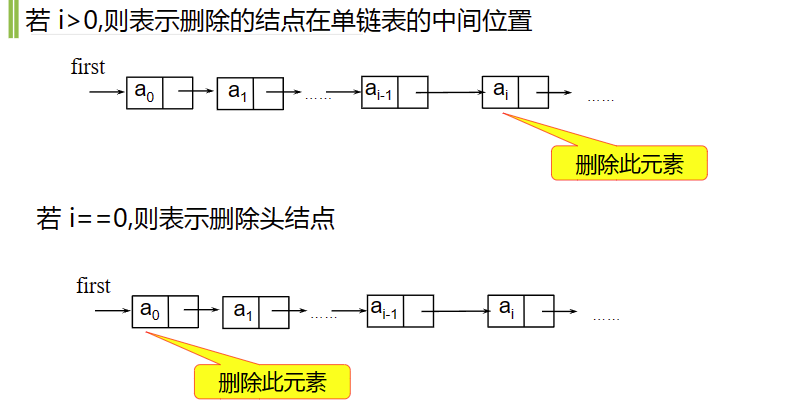 若 i>0,则表示删除的结点在单链表的中间位置
first
a0 a1 …… ai-1 ai ……
删除此元素
若 i==0,则表示删除头结点
first
a0 a1 …… ai-1 ai ……
删除此元素